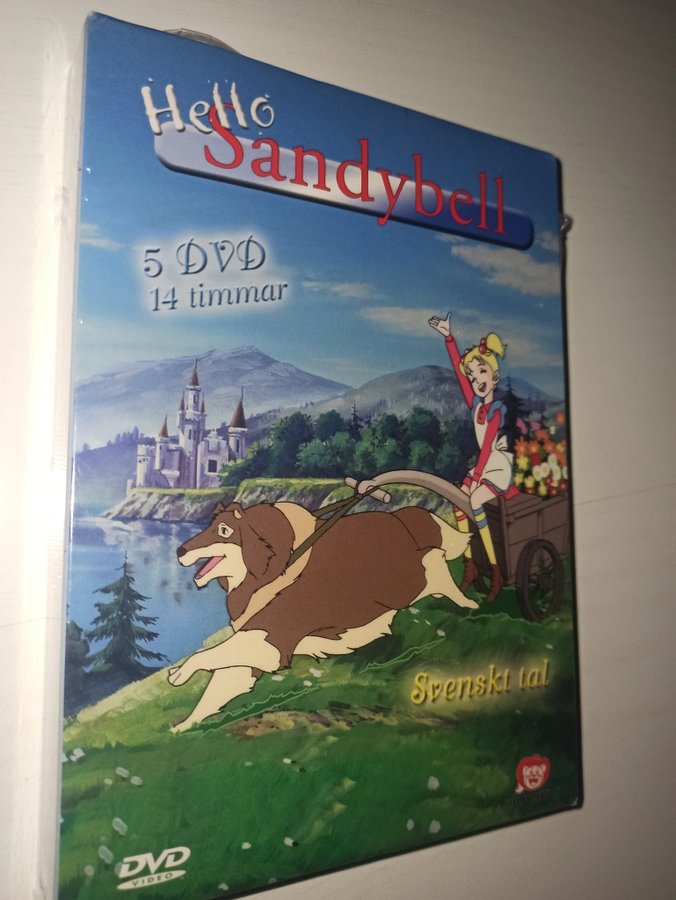 Hello
Sandybell
5 DVD
14 timmar
Svenskt tal
DVD
VIDEO